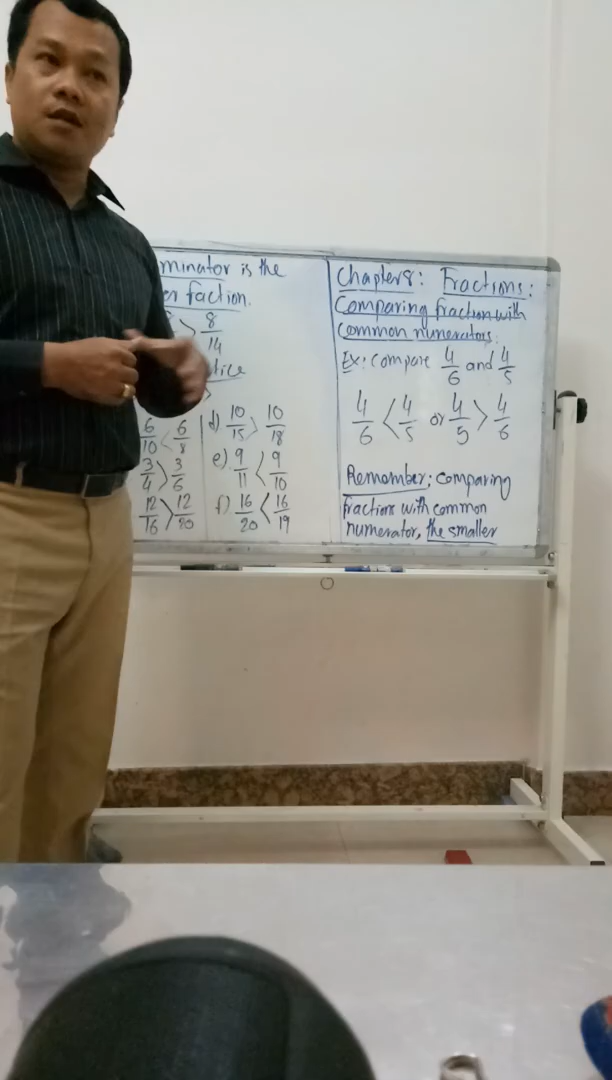 minator is the
er faction.
> 8/14
tice
6/10 < 6/8
3/4 > 3/6
12/16 > 12/20
d) 10/15 > 10/18
e) 9/11 < 9/10
f) 16/20 < 16/19
Chapter 8: Fractions:
Comparing fraction with
common numerators:
Ex: compare 4/6 and 4/5
4/6 < 4/5 or 4/5 > 4/6
Remember: comparing
fractions with common
numerator, the smaller